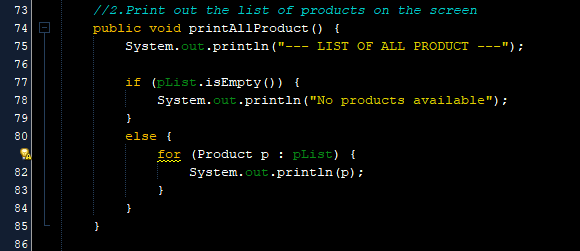 73 //2.Print out the list of products on the screen
74 public void printAllProduct() {
75 System.out.println("--- LIST OF ALL PRODUCT ---");
76
77 if (pList.isEmpty()) {
78 System.out.println("No products available");
79 }
80 else {
for (Product p : pList) {
82 System.out.println(p);
83 }
84 }
85 }
86